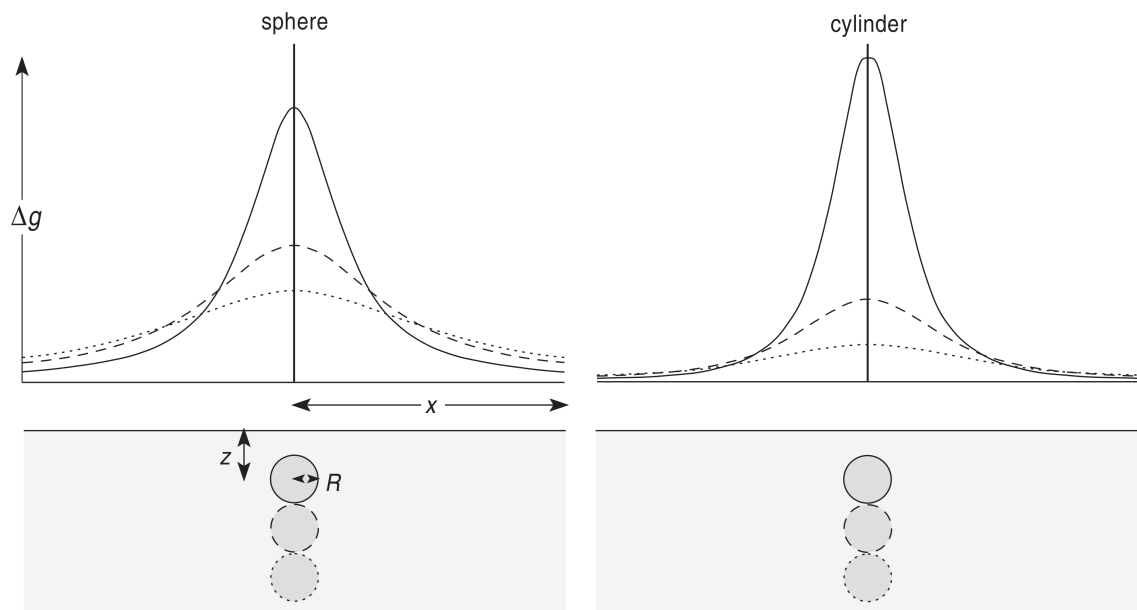 sphere
cylinder
Δg
x
z
R